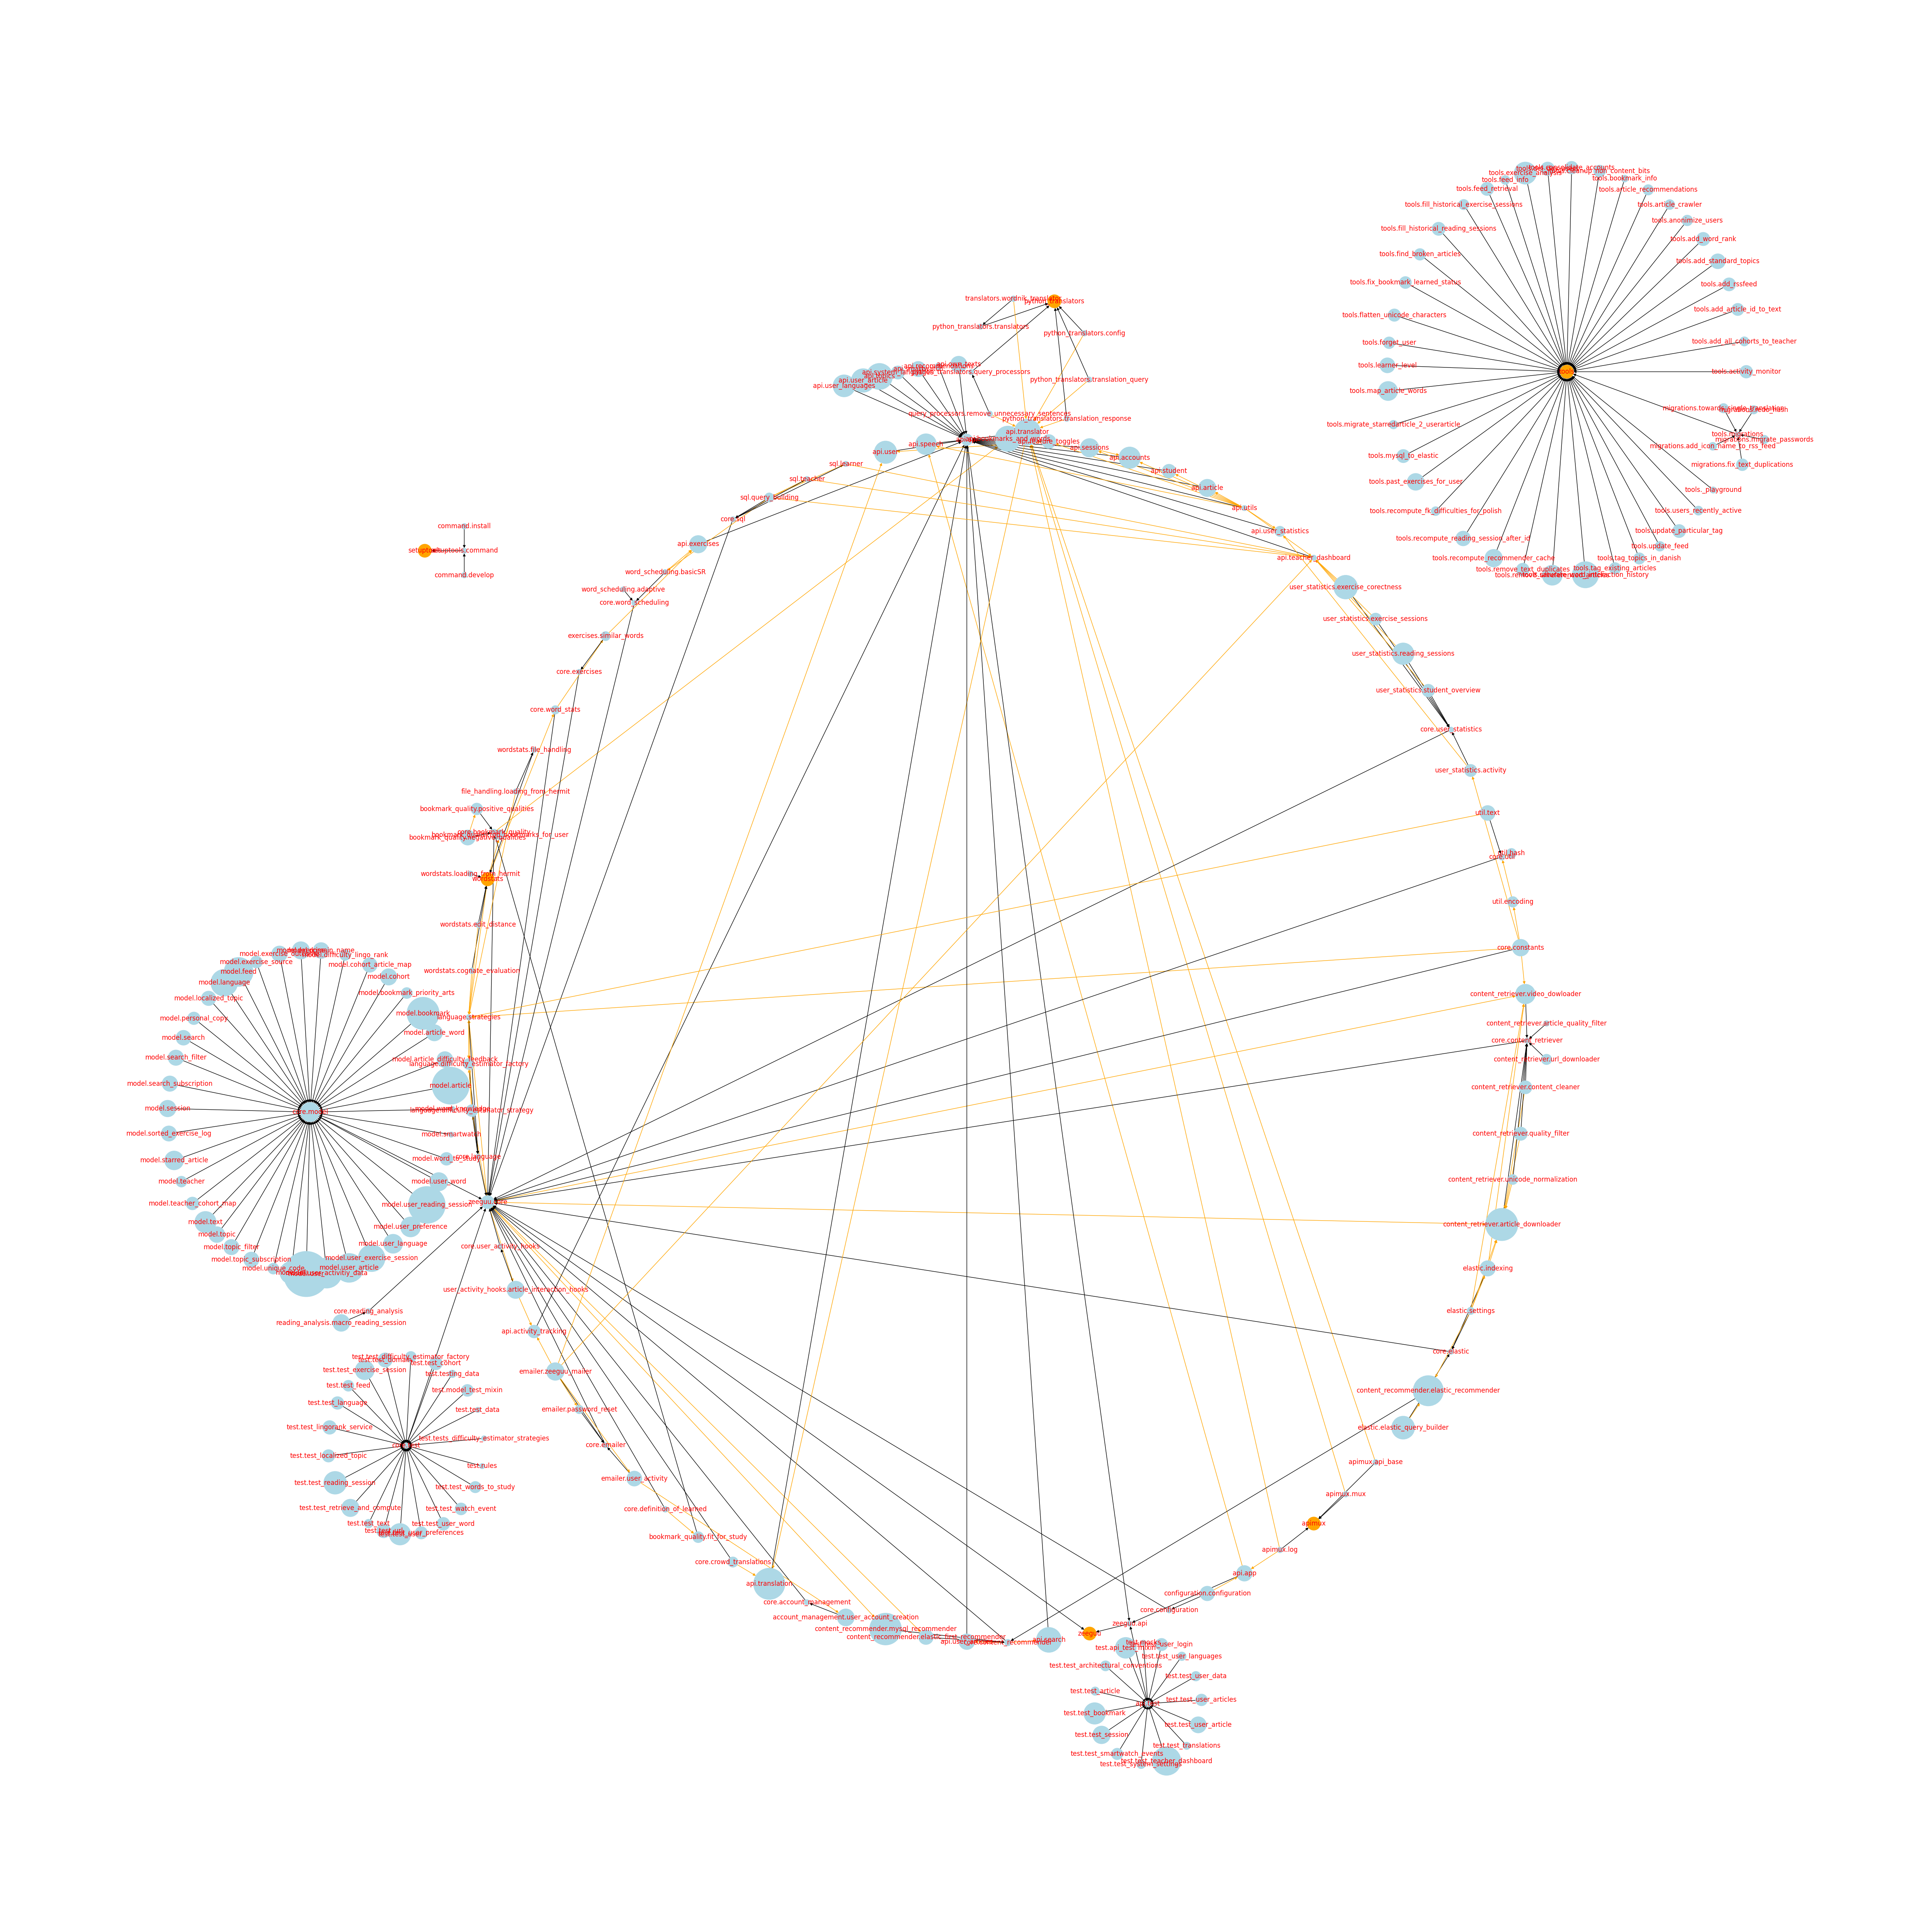 tools.consolidate_accounts
tools.exercise_analysis
tools.bookmark_info
tools.feed_info
tools.feed_retrieval
tools.article_recommendations
tools.fill_historical_exercise_sessions
tools.article_crawler
tools.anonimize_users
tools.fill_historical_reading_sessions
tools.add_word_rank
tools.find_broken_articles
tools.add_standard_topics
tools.fix_bookmark_learned_status
tools.add_rssfeed
tools.flatten_unicode_characters
tools.add_article_id_to_text
tools.forget_user
tools.add_all_cohorts_to_teacher
tools.learner_level
tools.activity_monitor
tools.map_article_words
tools.migrate_starredarticle_2_userarticle
tools.migrations
migrations.migrate_passwords
migrations.add_icon_name_to_rss_feed
tools.mysql_to_elastic
migrations.fix_text_duplications
tools.past_exercises_for_user
tools._playground
tools.recompute_fk_difficulties_for_polish
tools.users_recently_active
tools.update_particular_tag
tools.recompute_reading_session_after_id
tools.update_feed
tools.recompute_recommender_cache
tools.tag_topics_in_danish
tools.remove_text_duplicates
tools.tag_existing_articles
translators.wordnik_translator
python_translators
python_translators.translators
python_translators.config
python_translators.translation_query
api.user_languages
api.user_article
query_processors.remove_unnecessary_sentences
python_translators.translation_response
api.translator
api.speech
api.user
api.sessions
api.accounts
api.student
api.article
api.utils
api.user_statistics
api.teacher_dashboard
sql.learner
sql.teacher
sql.query_building
core.sql
api.exercises
command.install
setuptools.command
command.develop
word_scheduling.basicSR
word_scheduling.adaptive
core.word_scheduling
exercises.similar_words
core.exercises
core.word_stats
wordstats.file_handling
file_handling.loading_from_hermit
bookmark_quality.positive_qualities
core.bookmark_quality
bookmark_quality.negative_qualities
wordstats.loading_from_hermit
wordstats
wordstats.edit_distance
wordstats.cognate_evaluation
language.strategies
user_statistics.exercise_corectness
user_statistics.exercise_sessions
user_statistics.reading_sessions
user_statistics.student_overview
core.user_statistics
user_statistics.activity
util.text
util.hash
core.util
util.encoding
core.constants
content_retriever.video_dowloader
content_retriever.article_quality_filter
core.content_retriever
content_retriever.url_downloader
content_retriever.content_cleaner
content_retriever.quality_filter
content_retriever.unicode_normalization
content_retriever.article_downloader
elastic.indexing
elastic.settings
core.elastic
content_recommender.elastic_recommender
elastic.elastic_query_builder
apimux.api_base
apimux.mux
apimux
apimux.log
api.app
configuration.configuration
core.configuration
zeeguu.api
zeeguu
model.difficulty_lingo_rank
model.exercise_source
model.cohort_article_map
model.feed
model.cohort
model.language
model.bookmark_priority_arts
model.localized_topic
model.bookmark
model.personal_copy
model.article_word
model.search
model.search_filter
model.article_difficulty_feedback
language.difficulty_estimator_factory
model.search_subscription
model.article
model.session
core.model
model.smartwatch
model.sorted_exercise_log
core.language
model.word_to_study
model.starred_article
model.teacher
model.user_word
model.teacher_cohort_map
model.user_reading_session
zeeguu.core
model.text
model.user_preference
model.topic
model.user_language
model.topic_filter
model.user_exercise_session
model.topic_subscription
model.user_article
model.unique_code
model.user_activitiy_data
core.user_activity_hooks
user_activity_hooks.article_interaction_hooks
core.reading_analysis
reading_analysis.macro_reading_session
api.activity_tracking
emailer.zeeguu_mailer
emailer.password_reset
core.emailer
emailer.user_activity
core.definition_of_learned
bookmark_quality.fit_for_study
core.crowd_translations
api.translation
core.account_management
account_management.user_account_creation
content_recommender.mysql_recommender
content_recommender.elastic_first_recommender
api.search
test.test_difficulty_estimator_factory
test.test_cohort
test.test_exercise_session
test.testing_data
test.test_feed
test.model_test_mixin
test.test_language
test.test_data
test.test_lingorank_service
test.tests_difficulty_estimator_strategies
core.test
test.test_localized_topic
test.rules
test.test_reading_session
test.test_words_to_study
test.test_retrieve_and_compute
test.test_watch_event
test.test_text
test.test_user_word
test.test_user_preferences
test.test_user_login
test.api_test_mixin
test.test_user_languages
test.test_architectural_conventions
test.test_user_data
test.test_article
test.test_user_articles
api.test
test.test_bookmark
test.test_user_article
test.test_session
test.test_translations
test.test_smartwatch_events
test.test_teacher_dashboard
test.test_system_settings